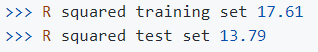 >>> R squared training set 17.61
>>> R squared test set 13.79